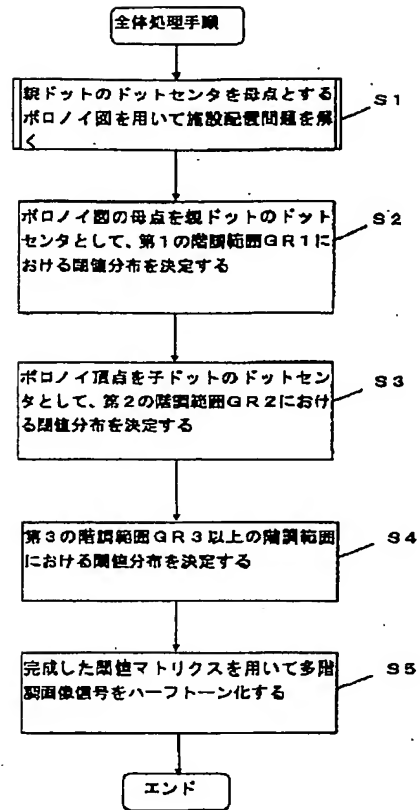 全体処理手順
親ドットのドットセンタを母点とする
ボロノイ図を用いて施設配置問題を解
く
S1
ボロノイ図の母点を親ドットのドット
センタとして、第1の階調範囲GR1に
おける閾値分布を決定する
S2
ボロノイ頂点を子ドットのドットセン
タとして、第2の階調範囲GR2におけ
る閾値分布を決定する
S3
第3の階調範囲GR3以上の階調範囲
における閾値分布を決定する
S4
完成した閾値マトリクスを用いて多階
調画像信号をハーフトーン化する
S5
エンド